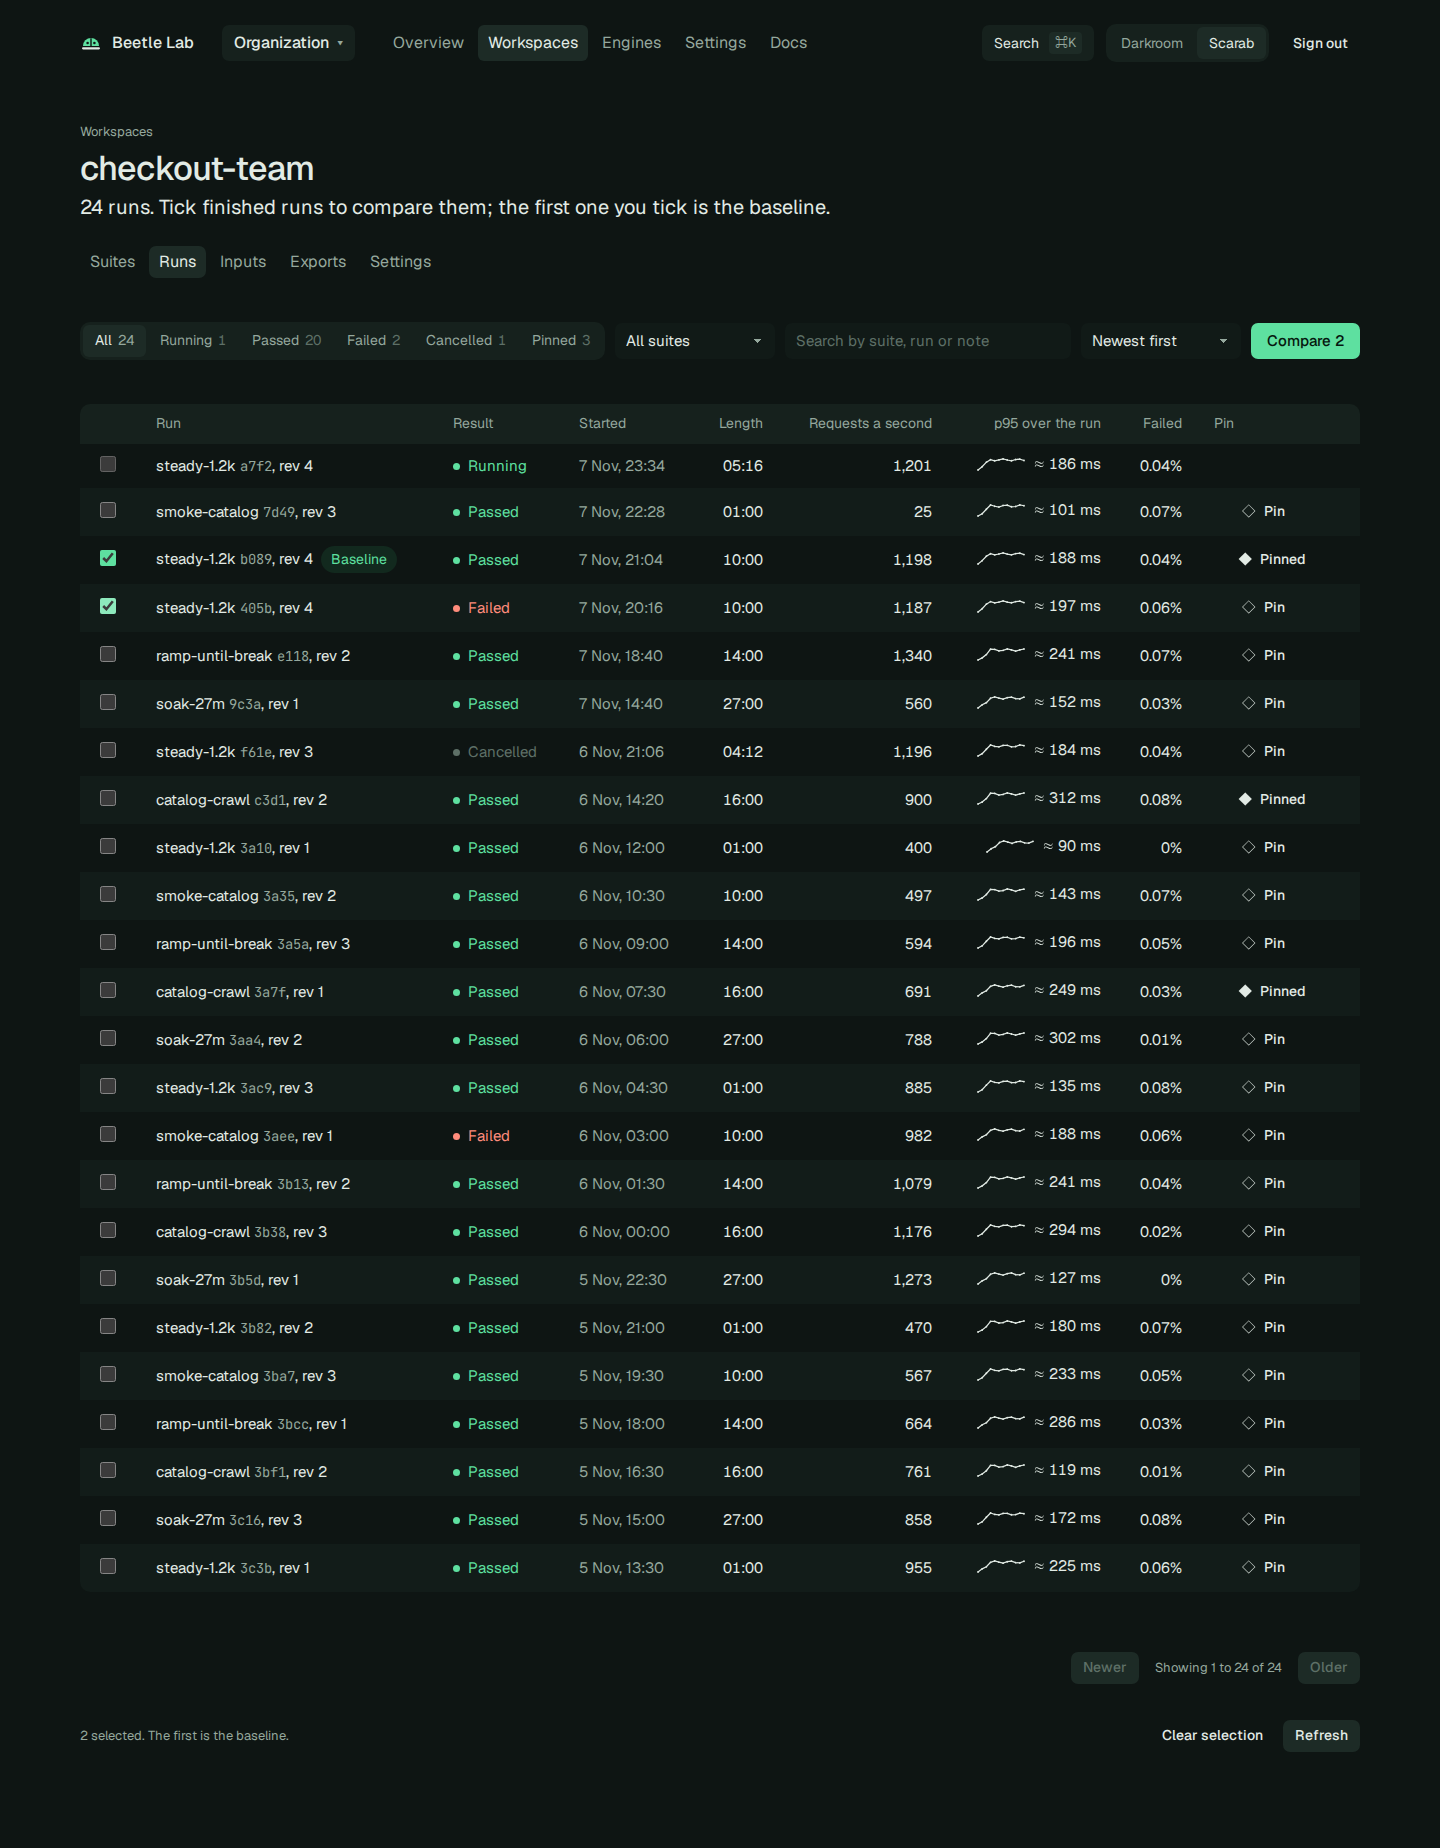 Beetle Lab Organization ▾ Overview Workspaces Engines Settings Docs Search ⌘K Darkroom Scarab Sign out
Workspaces
checkout-team
24 runs. Tick finished runs to compare them; the first one you tick is the baseline.
Suites Runs Inputs Exports Settings
All 24 Running 1 Passed 20 Failed 2 Cancelled 1 Pinned 3 All suites Search by suite, run or note Newest first Compare 2
Run Result Started Length Requests a second p95 over the run Failed Pin
steady-1.2k a7f2, rev 4 Running 7 Nov, 23:34 05:16 1,201 ≈ 186 ms 0.04%
smoke-catalog 7d49, rev 3 Passed 7 Nov, 22:28 01:00 25 ≈ 101 ms 0.07% ◇ Pin
steady-1.2k b089, rev 4 Baseline Passed 7 Nov, 21:04 10:00 1,198 ≈ 188 ms 0.04% ◆ Pinned
steady-1.2k 405b, rev 4 Failed 7 Nov, 20:16 10:00 1,187 ≈ 197 ms 0.06% ◇ Pin
ramp-until-break e118, rev 2 Passed 7 Nov, 18:40 14:00 1,340 ≈ 241 ms 0.07% ◇ Pin
soak-27m 9c3a, rev 1 Passed 7 Nov, 14:40 27:00 560 ≈ 152 ms 0.03% ◇ Pin
steady-1.2k f61e, rev 3 Cancelled 6 Nov, 21:06 04:12 1,196 ≈ 184 ms 0.04% ◇ Pin
catalog-crawl c3d1, rev 2 Passed 6 Nov, 14:20 16:00 900 ≈ 312 ms 0.08% ◆ Pinned
steady-1.2k 3a10, rev 1 Passed 6 Nov, 12:00 01:00 400 ≈ 90 ms 0% ◇ Pin
smoke-catalog 3a35, rev 2 Passed 6 Nov, 10:30 10:00 497 ≈ 143 ms 0.07% ◇ Pin
ramp-until-break 3a5a, rev 3 Passed 6 Nov, 09:00 14:00 594 ≈ 196 ms 0.05% ◇ Pin
catalog-crawl 3a7f, rev 1 Passed 6 Nov, 07:30 16:00 691 ≈ 249 ms 0.03% ◆ Pinned
soak-27m 3aa4, rev 2 Passed 6 Nov, 06:00 27:00 788 ≈ 302 ms 0.01% ◇ Pin
steady-1.2k 3ac9, rev 3 Passed 6 Nov, 04:30 01:00 885 ≈ 135 ms 0.08% ◇ Pin
smoke-catalog 3aee, rev 1 Failed 6 Nov, 03:00 10:00 982 ≈ 188 ms 0.06% ◇ Pin
ramp-until-break 3b13, rev 2 Passed 6 Nov, 01:30 14:00 1,079 ≈ 241 ms 0.04% ◇ Pin
catalog-crawl 3b38, rev 3 Passed 6 Nov, 00:00 16:00 1,176 ≈ 294 ms 0.02% ◇ Pin
soak-27m 3b5d, rev 1 Passed 5 Nov, 22:30 27:00 1,273 ≈ 127 ms 0% ◇ Pin
steady-1.2k 3b82, rev 2 Passed 5 Nov, 21:00 01:00 470 ≈ 180 ms 0.07% ◇ Pin
smoke-catalog 3ba7, rev 3 Passed 5 Nov, 19:30 10:00 567 ≈ 233 ms 0.05% ◇ Pin
ramp-until-break 3bcc, rev 1 Passed 5 Nov, 18:00 14:00 664 ≈ 286 ms 0.03% ◇ Pin
catalog-crawl 3bf1, rev 2 Passed 5 Nov, 16:30 16:00 761 ≈ 119 ms 0.01% ◇ Pin
soak-27m 3c16, rev 3 Passed 5 Nov, 15:00 27:00 858 ≈ 172 ms 0.08% ◇ Pin
steady-1.2k 3c3b, rev 1 Passed 5 Nov, 13:30 01:00 955 ≈ 225 ms 0.06% ◇ Pin
Newer Showing 1 to 24 of 24 Older
2 selected. The first is the baseline. Clear selection Refresh